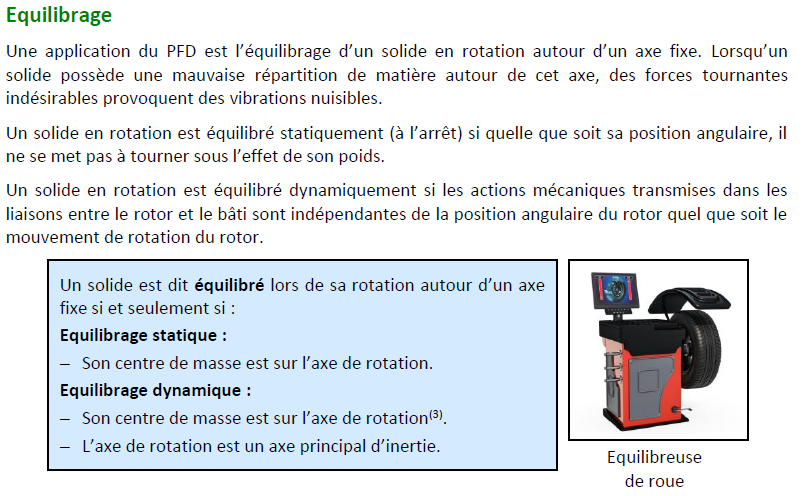 Equilibrage
Une application du PFD est l’équilibrage d’un solide en rotation autour d’un axe fixe. Lorsqu’un
solide possède une mauvaise répartition de matière autour de cet axe, des forces tournantes
indésirables provoquent des vibrations nuisibles.
Un solide en rotation est équilibré statiquement (à l’arrêt) si quelle que soit sa position angulaire, il
ne se met pas à tourner sous l’effet de son poids.
Un solide en rotation est équilibré dynamiquement si les actions mécaniques transmises dans les
liaisons entre le rotor et le bâti sont indépendantes de la position angulaire du rotor quel que soit le
mouvement de rotation du rotor.
Un solide est dit équilibré lors de sa rotation autour d’un axe
fixe si et seulement si :
Equilibrage statique :
– Son centre de masse est sur l’axe de rotation.
Equilibrage dynamique :
– Son centre de masse est sur l’axe de rotation(3).
– L’axe de rotation est un axe principal d’inertie.
Equilibreuse
de roue